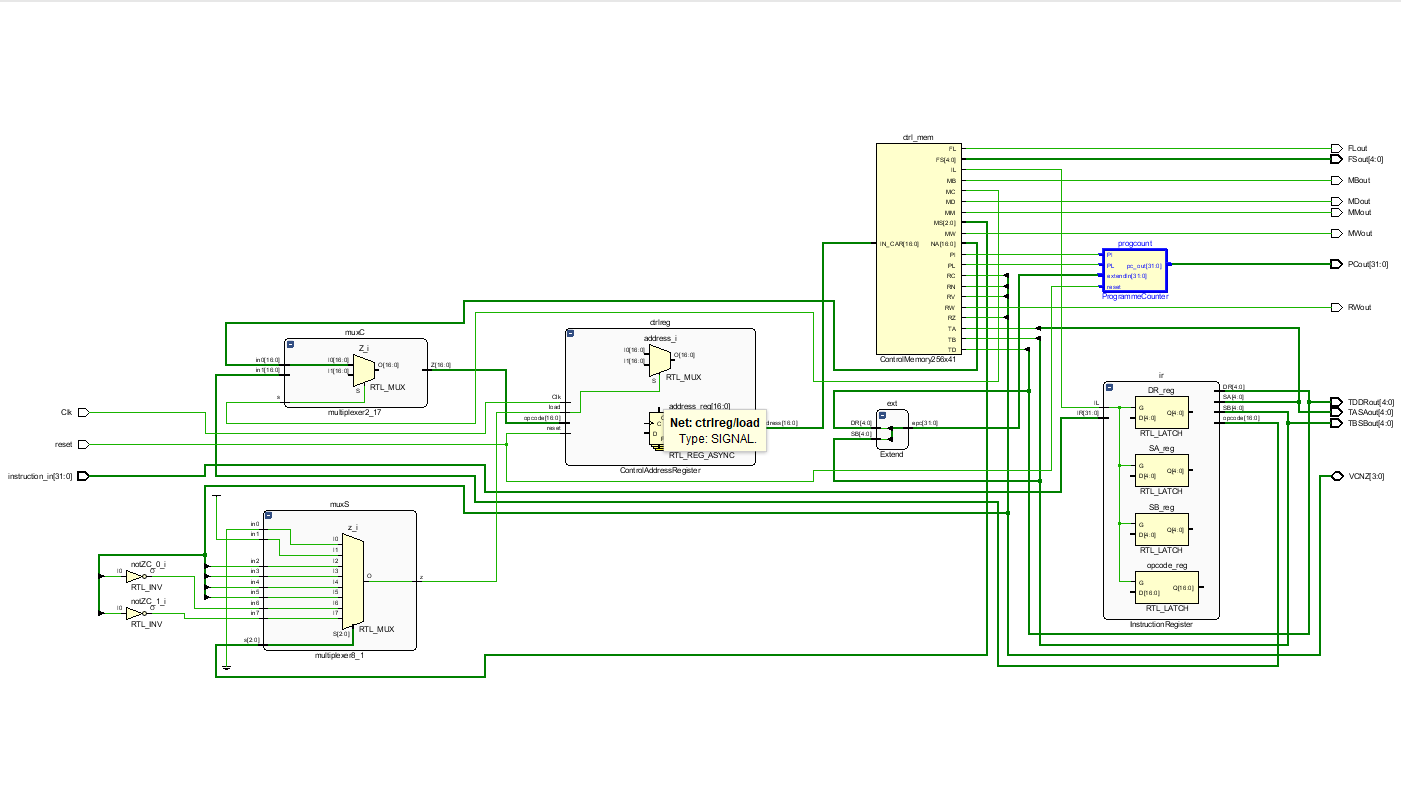 ctrl_mem
FL
FS[4:0]
IL
MB
MC
MD
MM
MS[2:0]
MW
IN_CAR[16:0]
NA[16:0]
PI
PL
RC
RN
RV
RW
RZ
TA
TB
TD
ControlMemory256x41
FLout
FSout[4:0]
MBout
MDout
MMout
MWout
PCout[31:0]
RWout
progcount
PI
PL
pc_out[31:0]
extendin[31:0]
reset
ProgrammeCounter
muxC
Z_i
in0[16:0]
in1[16:0]
s
I0[16:0]
I1[16:0]
S
O[16:0]
RTL_MUX
Z[16:0]
multiplexer2_17
ctrlreg
address_i
I0[16:0]
I1[16:0]
S
O[16:0]
RTL_MUX
Clk
load
opcode[16:0]
reset
address_reg[16:0]
C
D
Net: ctrlreg/load
Type: SIGNAL.
RTL_REG_ASYNC
ControlAddressRegister
ext
DR[4:0]
SB[4:0]
epc[31:0]
Extend
ir
DR_reg
IL
IR[31:0]
G
D[4:0]
Q[4:0]
RTL_LATCH
SA_reg
G
D[4:0]
Q[4:0]
RTL_LATCH
SB_reg
G
D[4:0]
Q[4:0]
RTL_LATCH
opcode_reg
G
D[16:0]
Q[16:0]
RTL_LATCH
DR[4:0]
SA[4:0]
SB[4:0]
opcode[16:0]
InstructionRegister
TDDRout[4:0]
TASAout[4:0]
TBSBout[4:0]
VCNZ[3:0]
Clk
reset
instruction_in[31:0]
muxS
z_i
in0
in1
in2
in3
in4
in5
in6
in7
s[2:0]
I0
I1
I2
I3
I4
I5
I6
I7
S[2:0]
O
RTL_MUX
z
multiplexer8_1
notZC_0_i
I0
O
RTL_INV
notZC_1_i
I0
O
RTL_INV